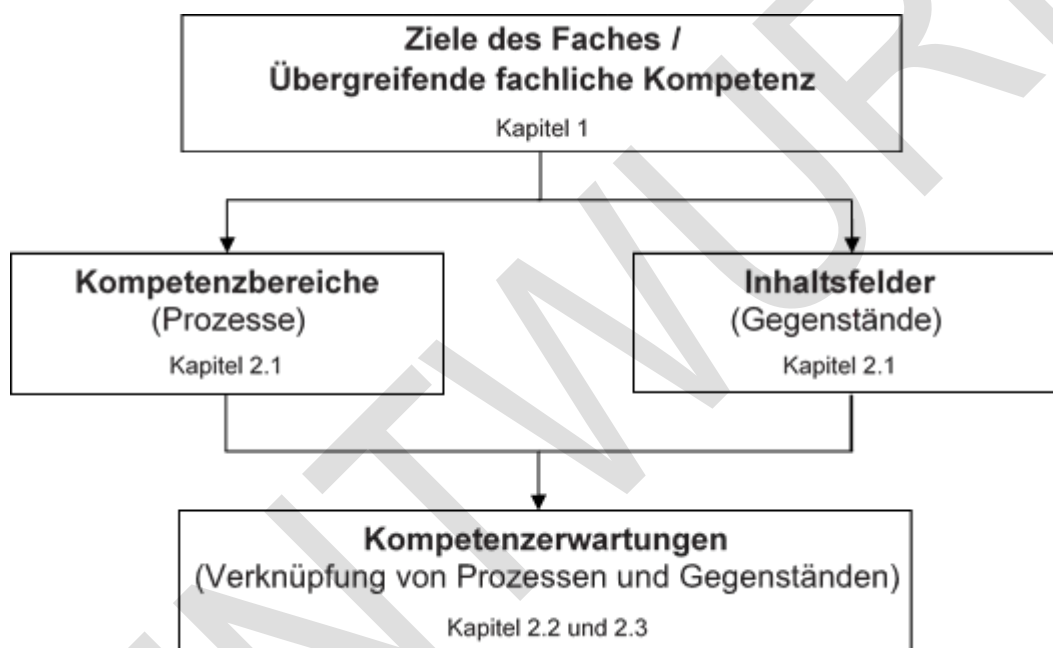 Ziele des Faches /
Übergreifende fachliche Kompetenz
Kapitel 1
Kompetenzbereiche
(Prozesse)
Kapitel 2.1
Inhaltsfelder
(Gegenstände)
Kapitel 2.1
Kompetenzerwartungen
(Verknüpfung von Prozessen und Gegenständen)
Kapitel 2.2 und 2.3